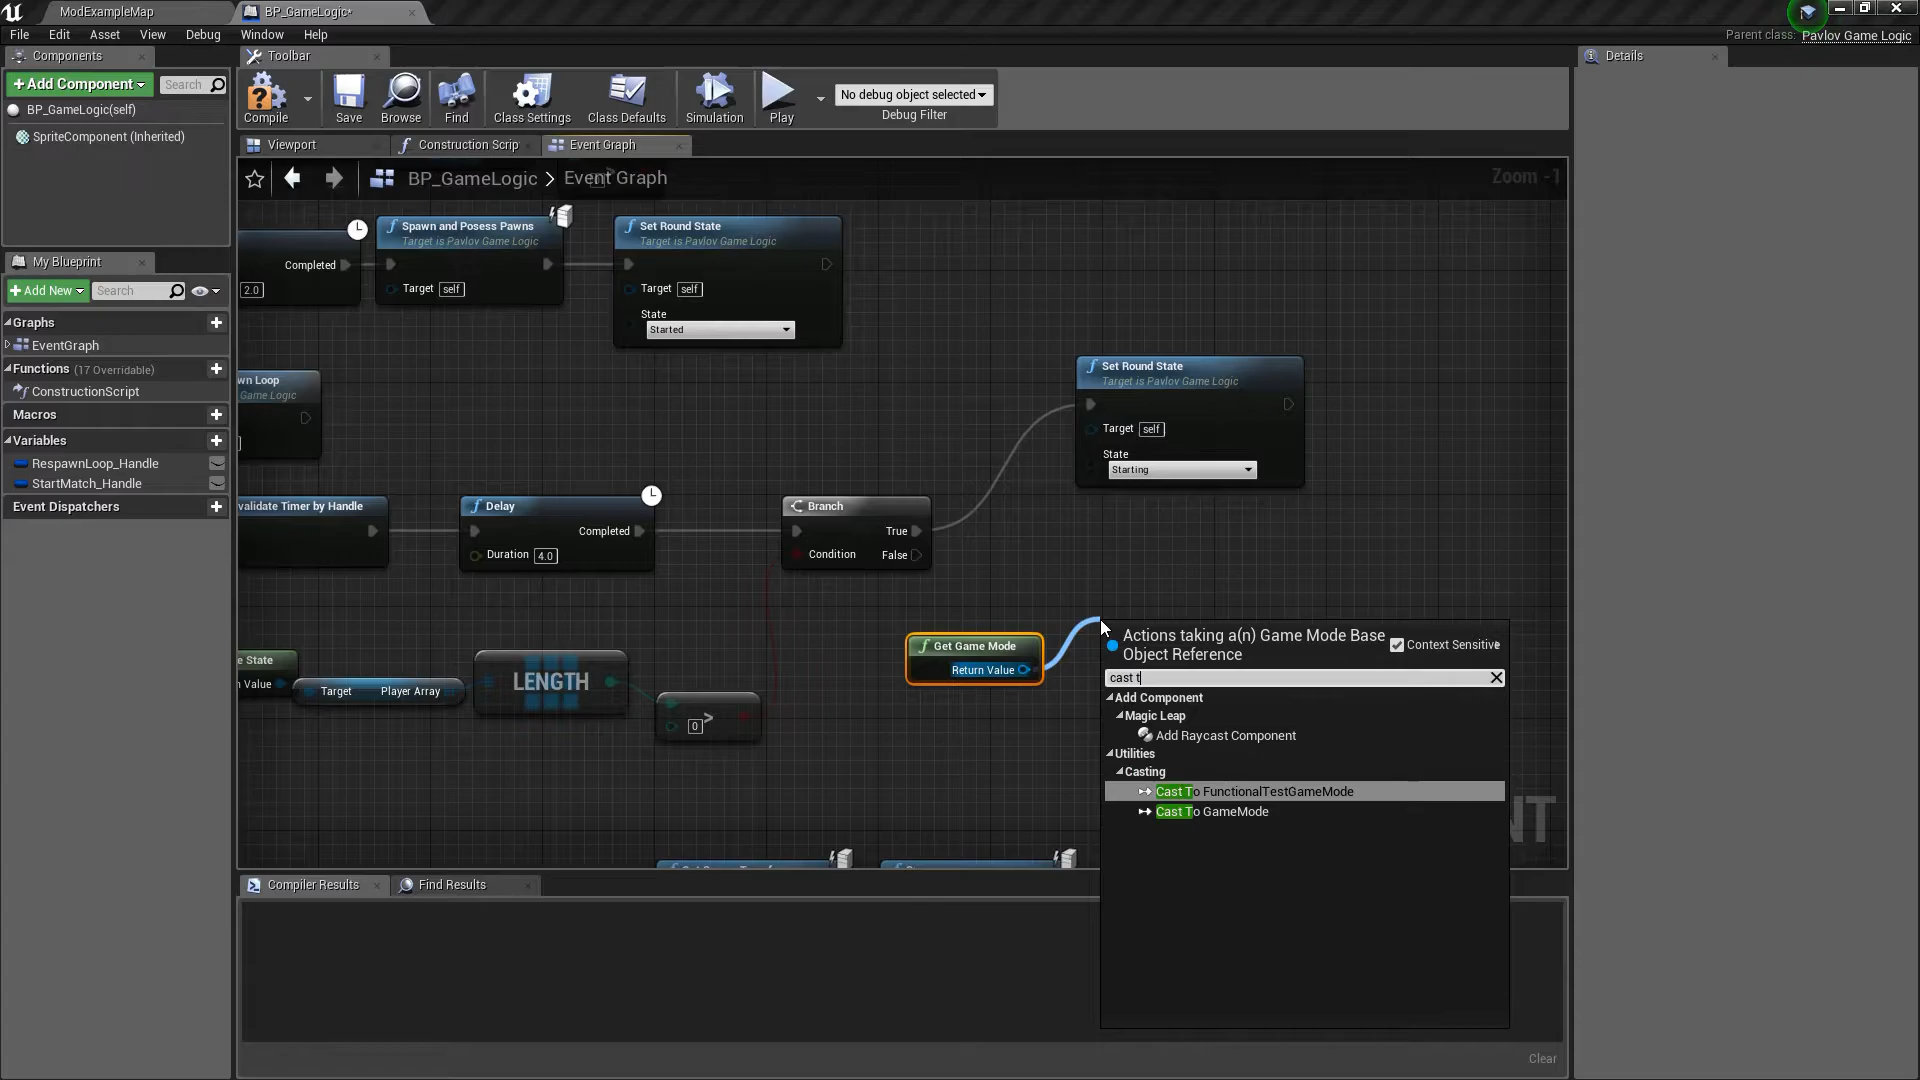 ModExampleMap
BP_GameLogic*
File Edit Asset View Debug Window Help
Parent class: Pavlov Game Logic
Components
Toolbar
Details
+Add Component
Search
BP_GameLogic(self)
SpriteComponent (Inherited)
Compile
Save
Browse
Find
Class Settings
Class Defaults
Simulation
Play
No debug object selected
Debug Filter
Viewport
Construction Scrip
Event Graph
BP_GameLogic > Event Graph
Zoom -1
My Blueprint
+Add New
Search
Graphs
EventGraph
Functions (17 Overridable)
ConstructionScript
Macros
Variables
RespawnLoop_Handle
StartMatch_Handle
Event Dispatchers
Completed
2.0
Spawn and Posess Pawns
Target is Pavlov Game Logic
Target self
Set Round State
Target is Pavlov Game Logic
Target self
State
Started
wn Loop
Game Logic
Set Round State
Target is Pavlov Game Logic
Target self
State
Starting
validate Timer by Handle
Delay
Completed
Duration 4.0
Branch
True
Condition
False
e State
n Value
Target Player Array
LENGTH
0 >
Get Game Mode
Return Value
Actions taking a(n) Game Mode Base
Object Reference
Context Sensitive
cast t
Add Component
Magic Leap
Add Raycast Component
Utilities
Casting
Cast To FunctionalTestGameMode
Cast To GameMode
NT
Compiler Results
Find Results
Clear